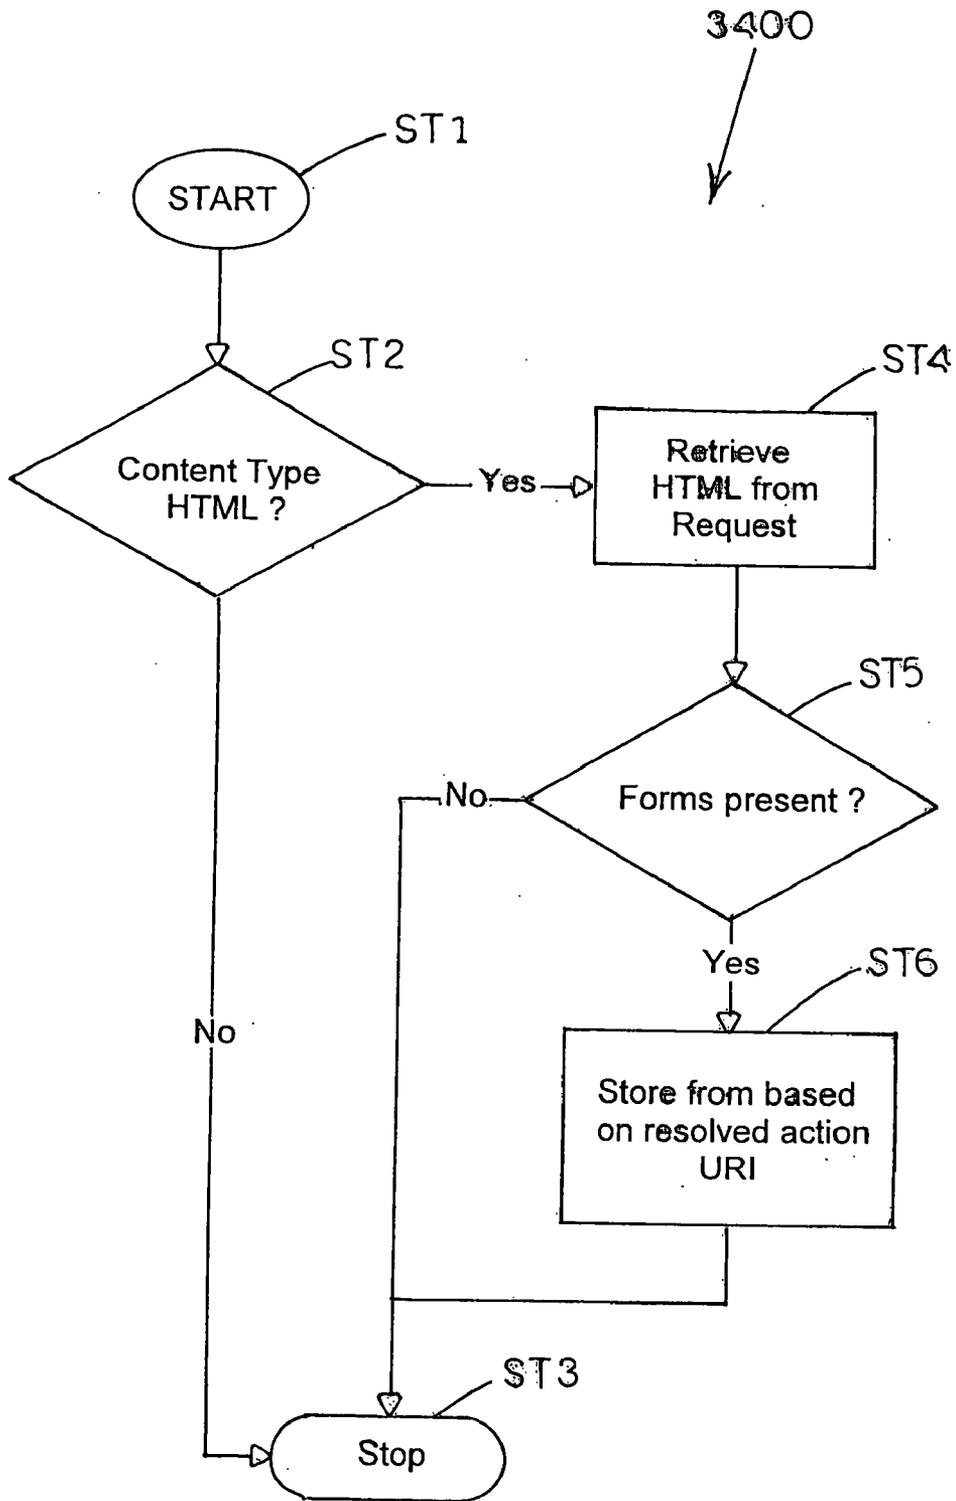 3400
ST1
START
ST2
Content Type
HTML ?
Yes
ST4
Retrieve
HTML from
Request
ST5
Forms present ?
No
Yes
ST6
No
Store from based
on resolved action
URI
ST3
Stop